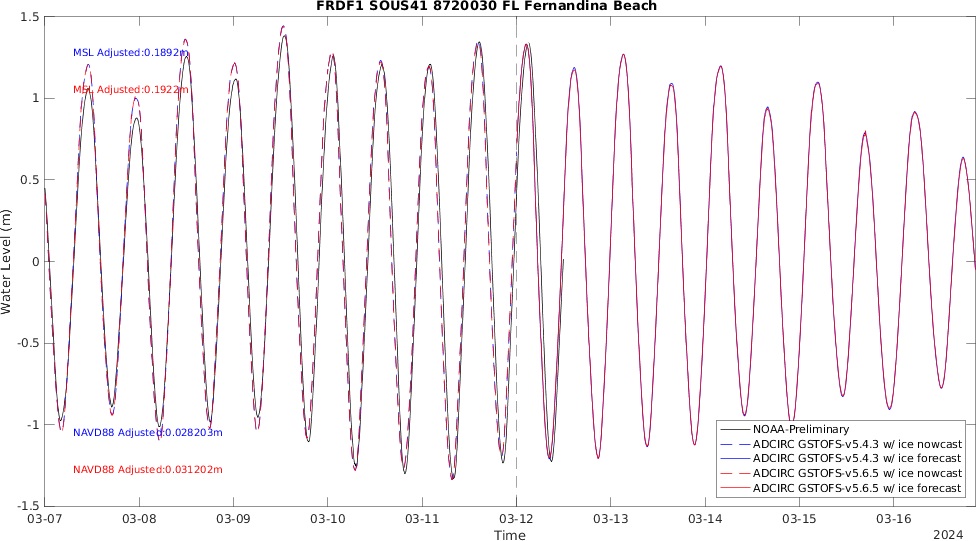 FRDF1 SOUS41 8720030 FL Fernandina Beach
1.5
1
0.5
0
-0.5
-1
-1.5
Water Level (m)
MSL Adjusted:0.1892m
MSL Adjusted:0.1922m
NAVD88 Adjusted:0.028203m
NAVD88 Adjusted:0.031202m
NOAA-Preliminary
ADCIRC GSTOFS-v5.4.3 w/ ice nowcast
ADCIRC GSTOFS-v5.4.3 w/ ice forecast
ADCIRC GSTOFS-v5.6.5 w/ ice nowcast
ADCIRC GSTOFS-v5.6.5 w/ ice forecast
03-07 03-08 03-09 03-10 03-11 03-12 03-13 03-14 03-15 03-16
Time
2024